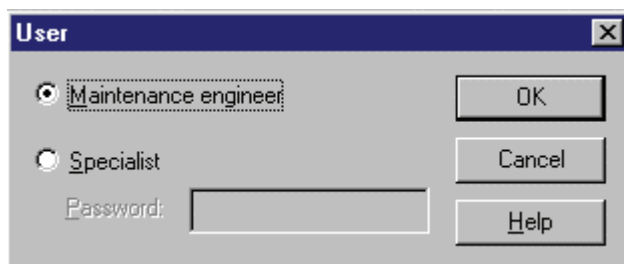 User
Maintenance engineer
OK
Specialist
Cancel
Password:
Help